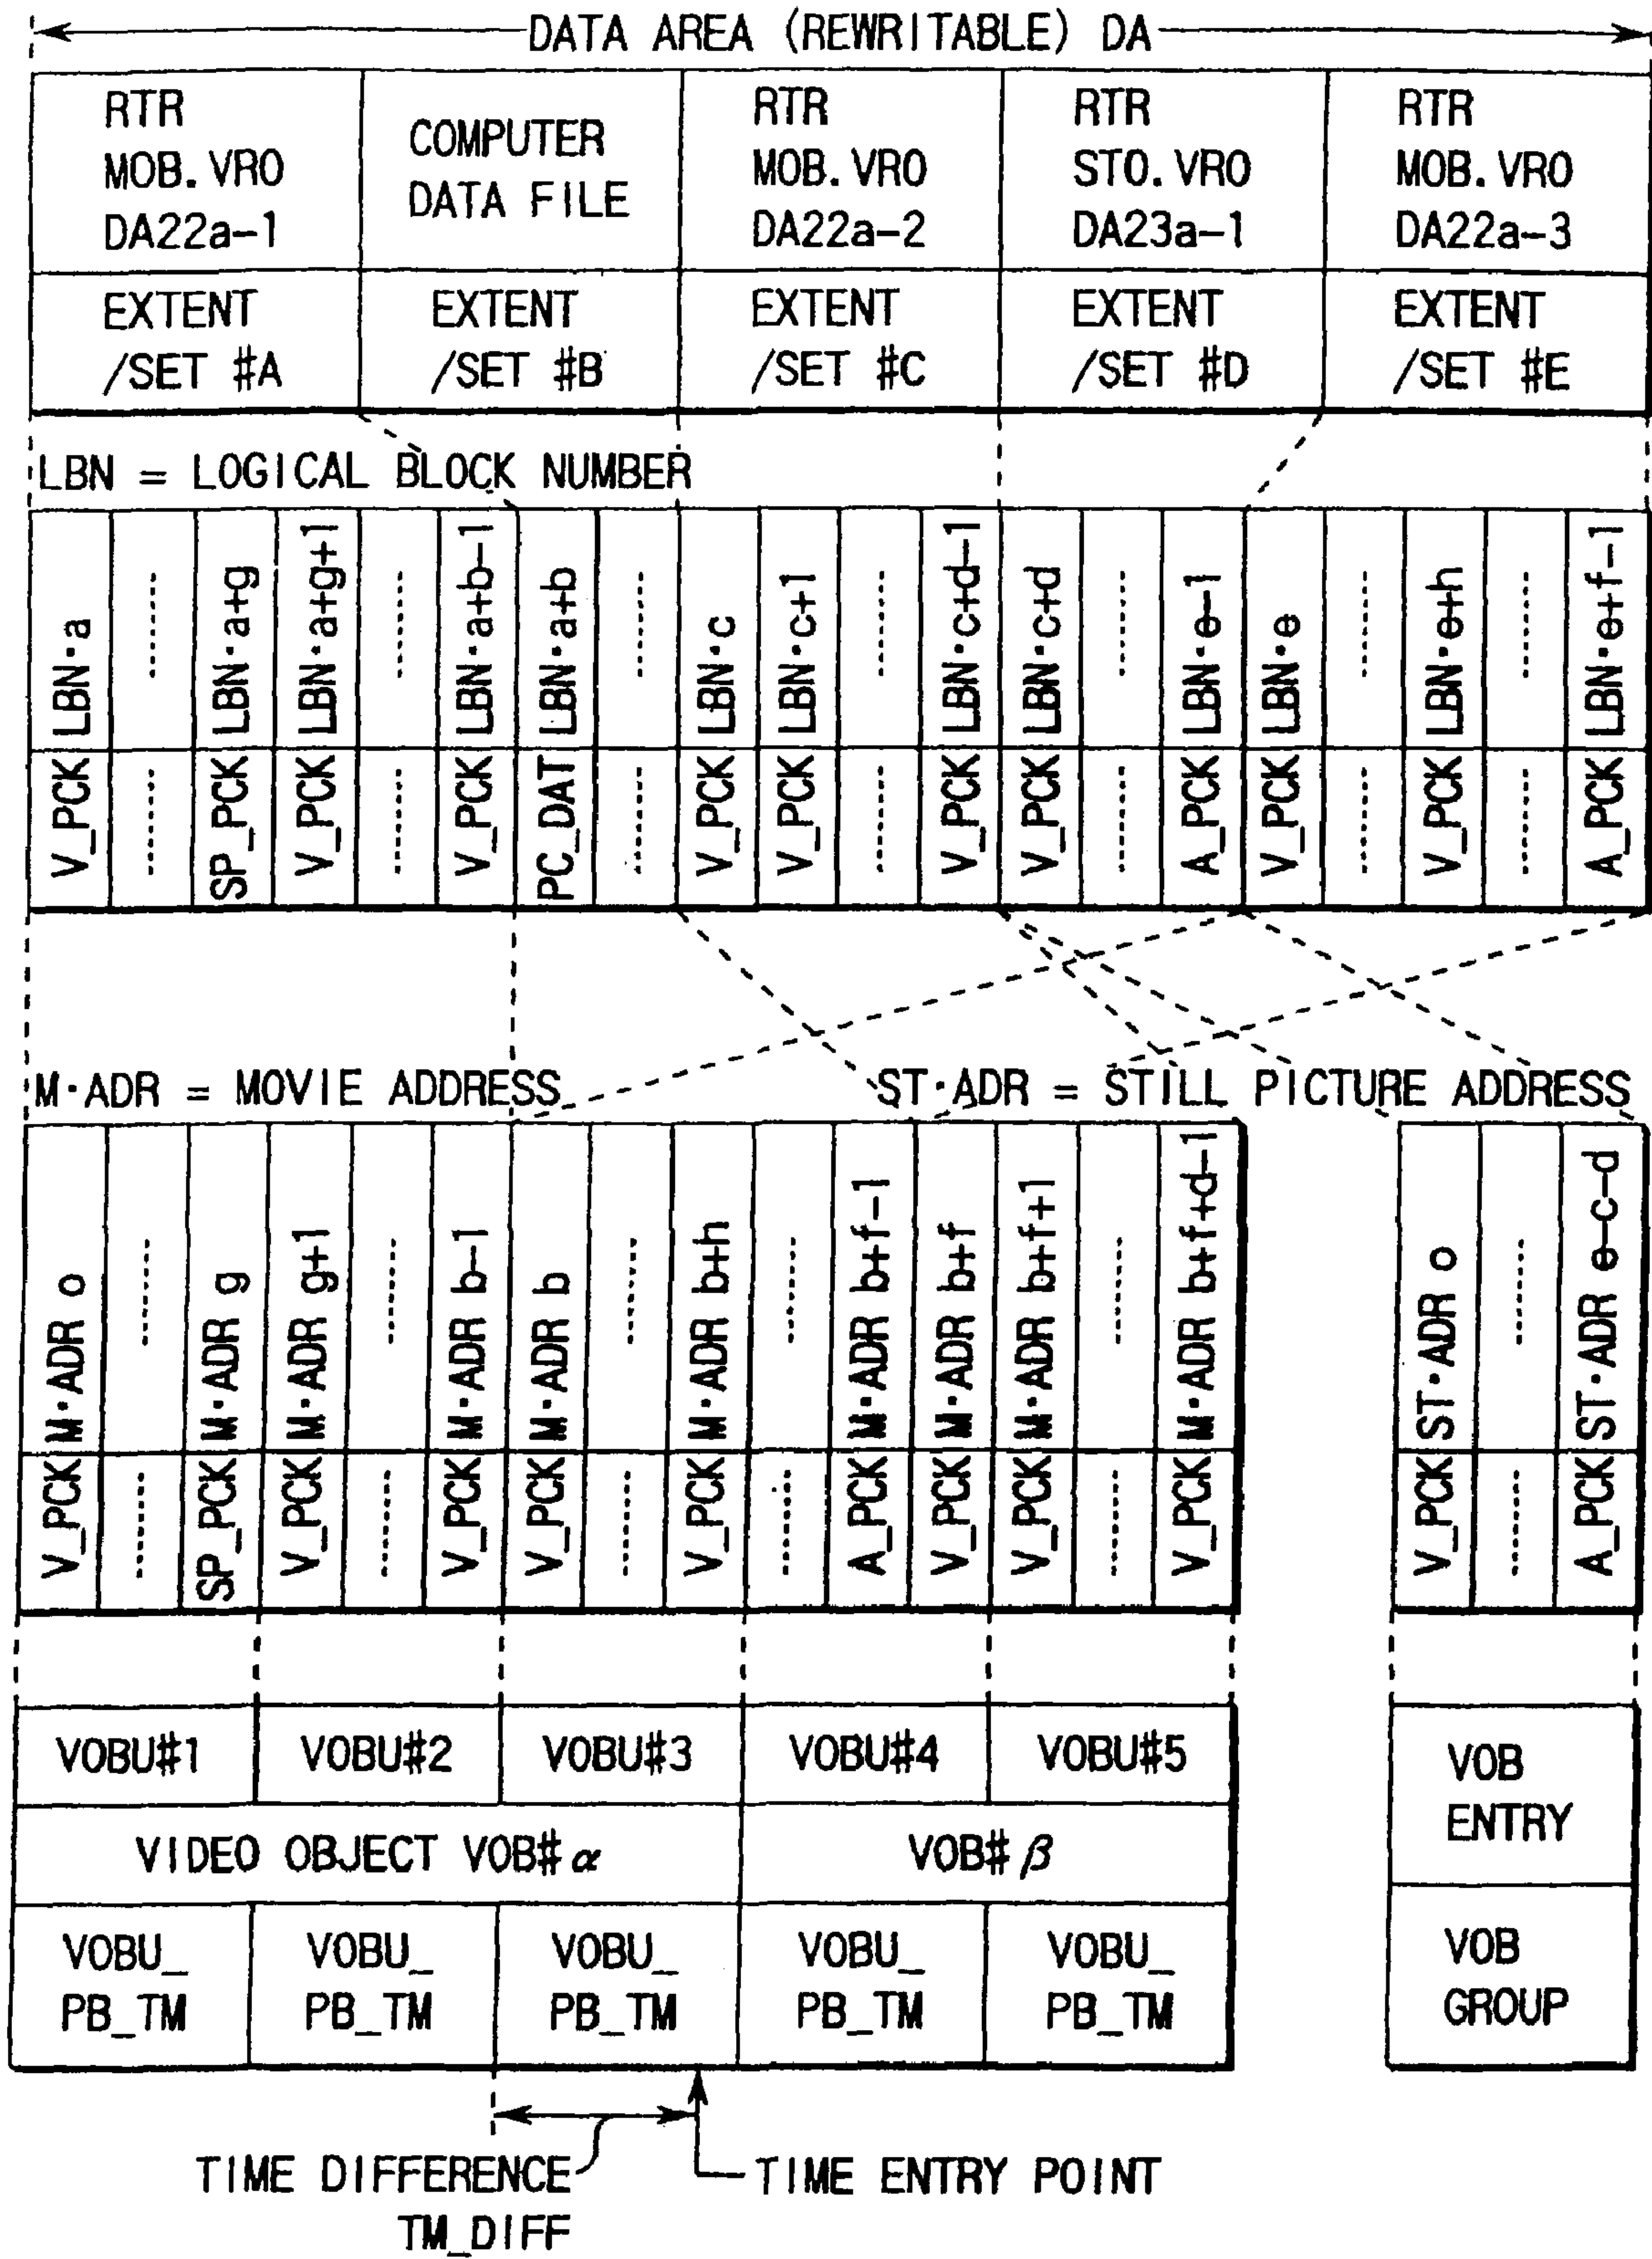 DATA AREA (REWRITABLE) DA
RTR
MOB.VRO
DA22a-1
COMPUTER
DATA FILE
RTR
MOB.VRO
DA22a-2
RTR
STO.VRO
DA23a-1
RTR
MOB.VRO
DA22a-3
EXTENT
/SET #A
EXTENT
/SET #B
EXTENT
/SET #C
EXTENT
/SET #D
EXTENT
/SET #E
LBN = LOGICAL BLOCK NUMBER
V_PCK LBN·a
SP_PCK LBN·a+g
V_PCK LBN·a+g+1
V_PCK LBN·a+b-1
PC_DAT LBN·a+b
V_PCK LBN·c
V_PCK LBN·c+1
V_PCK LBN·c+d-1
V_PCK LBN·c+d
A_PCK LBN·e-1
V_PCK LBN·e
V_PCK LBN·e+h
A_PCK LBN·e+f-1
M·ADR = MOVIE ADDRESS
ST·ADR = STILL PICTURE ADDRESS
V_PCK M·ADR o
SP_PCK M·ADR g
V_PCK M·ADR g+1
V_PCK M·ADR b-1
V_PCK M·ADR b
V_PCK M·ADR b+h
A_PCK M·ADR b+f-1
V_PCK M·ADR b+f
V_PCK M·ADR b+f+1
V_PCK M·ADR b+f+d-1
V_PCK ST·ADR o
A_PCK ST·ADR e-c-d
VOBU#1
VOBU#2
VOBU#3
VOBU#4
VOBU#5
VOB
ENTRY
VIDEO OBJECT VOB#α
VOB#β
VOBU_
PB_TM
VOBU_
PB_TM
VOBU_
PB_TM
VOBU_
PB_TM
VOBU_
PB_TM
VOB
GROUP
TIME DIFFERENCE
TM_DIFF
TIME ENTRY POINT